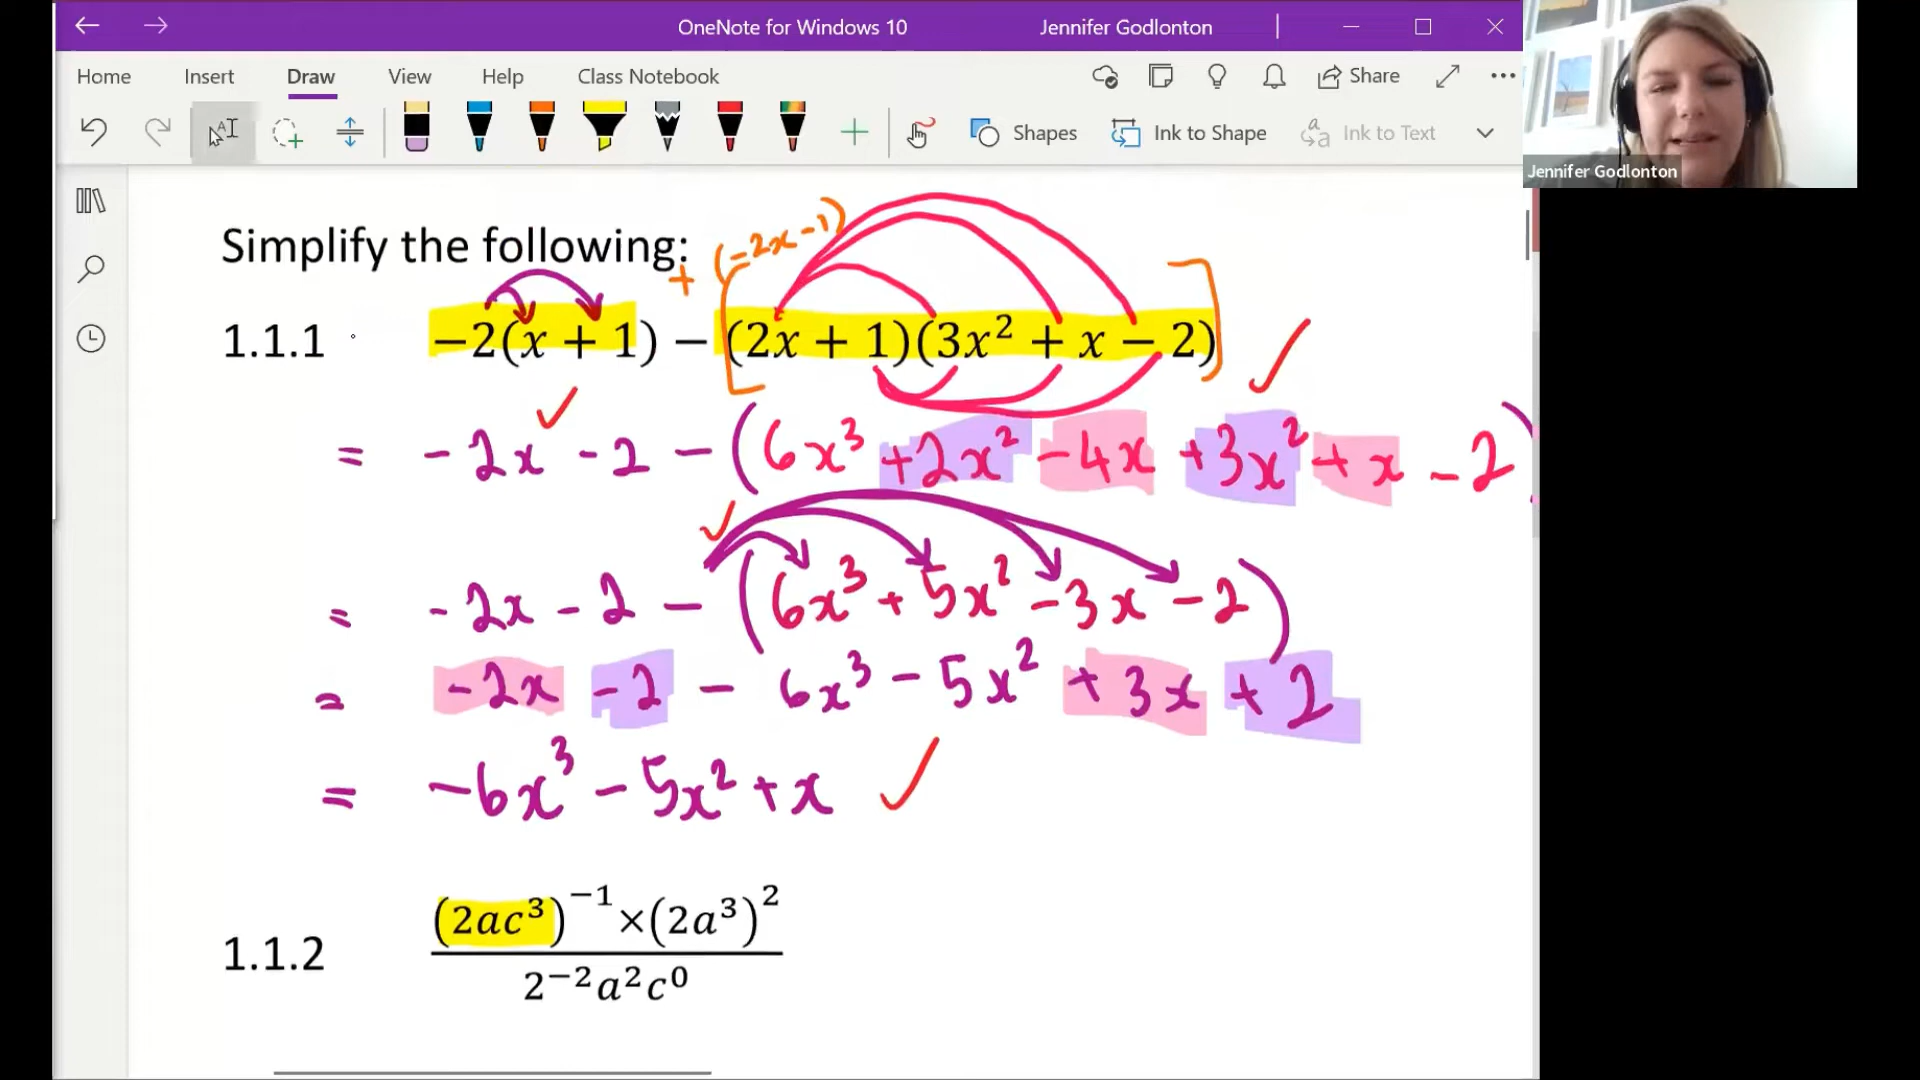 OneNote for Windows 10 Jennifer Godlonton
Home Insert Draw View Help Class Notebook Share
Shapes Ink to Shape Ink to Text
Jennifer Godlonton
Simplify the following:
+ (-2x-1)
1.1.1 −2(x + 1) − [(2x + 1)(3x² + x − 2)]
= -2x - 2 - (6x³ +2x² -4x +3x² + x - 2)
= -2x - 2 - (6x³ + 5x² - 3x - 2)
= -2x -2 - 6x³ - 5x² + 3x + 2
= -6x³ - 5x² + x
1.1.2 (2ac³)⁻¹×(2a³)²
2⁻²a²c⁰